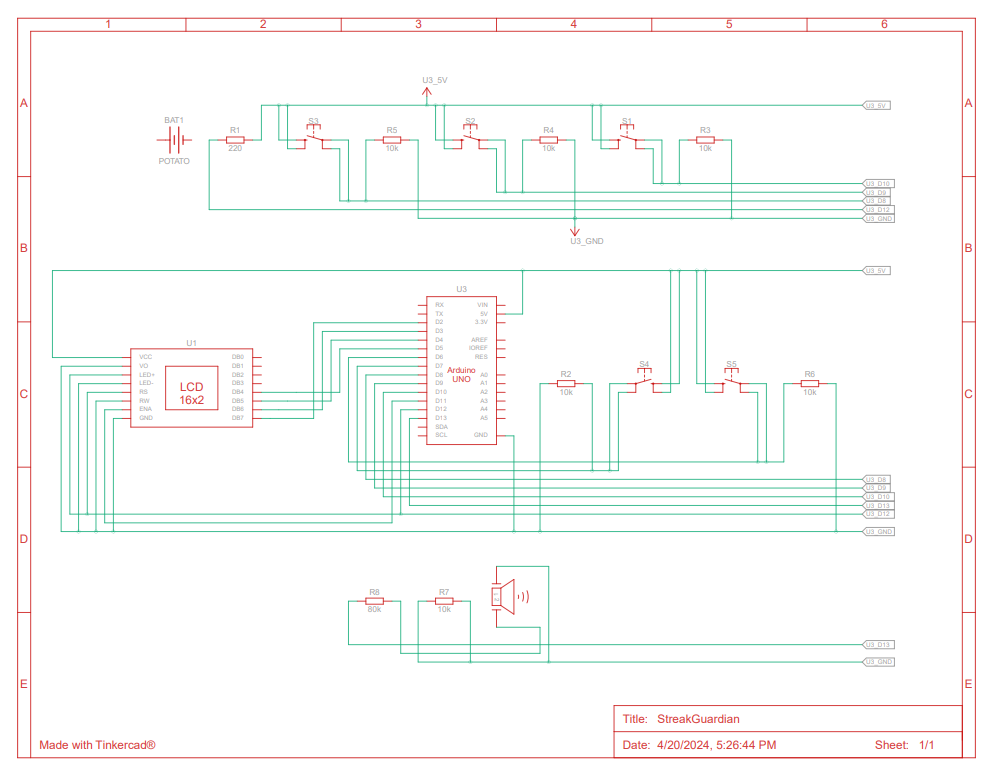 1 2 3 4 5 6
U3_5V
A A
U3_5V
BAT1
POTATO
R1
220
S3
R5
10k
S2
R4
10k
S1
R3
10k
U3_D10
U3_D9
U3_D8
U3_D12
U3_GND
U3_GND
B B
U3_5V
U3
RX VIN
TX 5V
D2 3.3V
D3
D4 AREF
D5 IOREF
D6 RES
D7
D8 A0
D9 A1
D10 A2
D11 A3
D12 A4
D13 A5
SDA
SCL GND
Arduino
UNO
U1
VCC DB0
VO DB1
LED+ DB2
LED- DB3
RS DB4
RW DB5
ENA DB6
GND DB7
LCD
16x2
C C
R2
10k
S4
S5
R6
10k
U3_D8
U3_D9
U3_D10
U3_D13
U3_D12
U3_GND
D D
R8
80k
R7
10k
U3_D13
U3_GND
E E
Title: StreakGuardian
Made with Tinkercad®
Date: 4/20/2024, 5:26:44 PM Sheet: 1/1